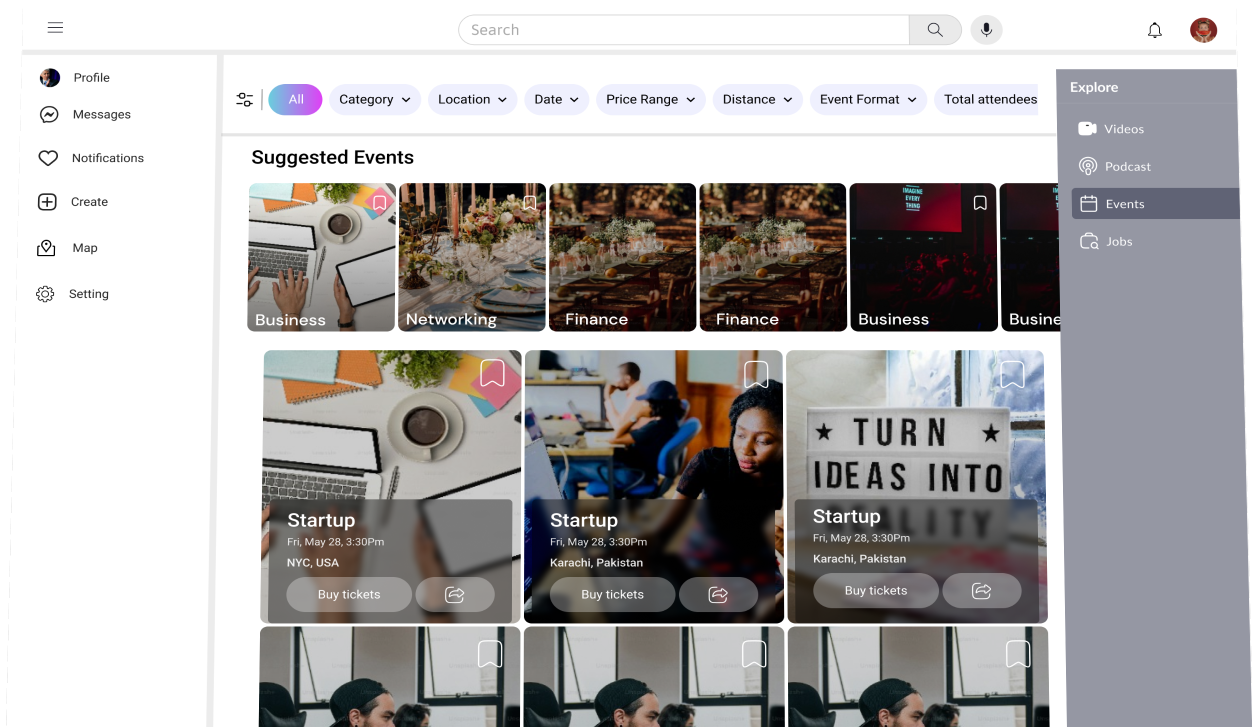 Search
Profile
Messages
Notifications
Create
Map
Setting
All
Category
Location
Date
Price Range
Distance
Event Format
Total attendees
Explore
Videos
Podcast
Events
Jobs
Suggested Events
IMAGINE
EVERY
THING
Business
Networking
Finance
Finance
Business
Busine
TURN
IDEAS INTO
Startup
Fri, May 28, 3:30Pm
NYC, USA
Buy tickets
Startup
Fri, May 28, 3:30Pm
Karachi, Pakistan
Buy tickets
Startup
Fri, May 28, 3:30Pm
Karachi, Pakistan
Buy tickets